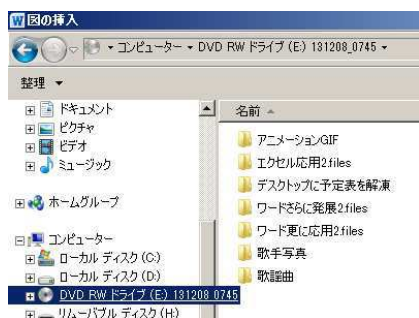 図の挿入
コンピューター ▸ DVD RW ドライブ (E:) 131208_0745
整理
名前
ドキュメント
ピクチャ
ビデオ
ミュージック
ホームグループ
コンピューター
ローカル ディスク (C:)
ローカル ディスク (D:)
DVD RW ドライブ (E:) 131208_0745
リムーバブル ディスク (H:)
アニメーションGIF
エクセル応用2.files
デスクトップに予定表を解凍
ワードさらに発展2.files
ワード更に応用2.files
歌手写真
歌謡曲